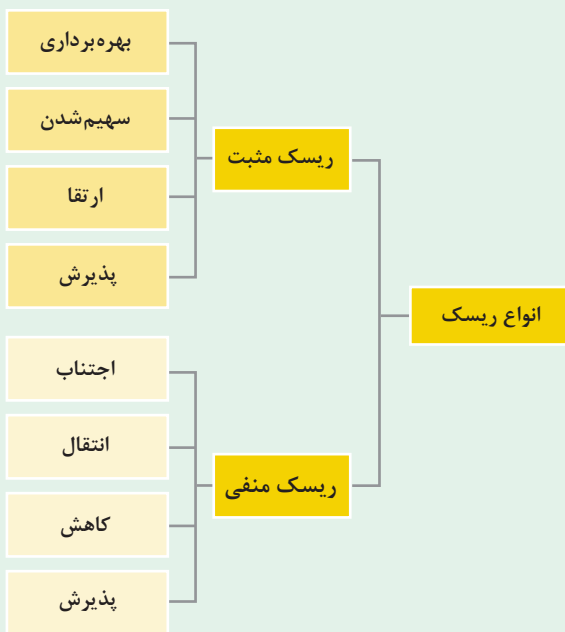 انواع ریسک
ریسک مثبت
بهره‌برداری
سهیم‌شدن
ارتقا
پذیرش
ریسک منفی
اجتناب
انتقال
کاهش
پذیرش